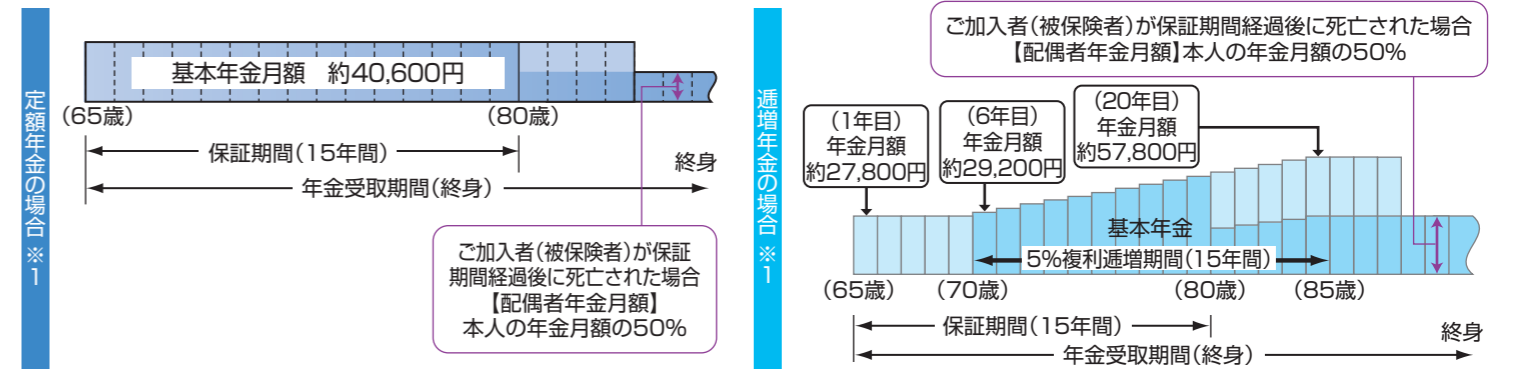 定額年金の場合 ※1
基本年金月額 約40,600円
(65歳)
(80歳)
保証期間(15年間)
終身
年金受取期間(終身)
ご加入者(被保険者)が保証
期間経過後に死亡された場合
【配偶者年金月額】
本人の年金月額の50%
逓増年金の場合 ※1
ご加入者(被保険者)が保証期間経過後に死亡された場合
【配偶者年金月額】本人の年金月額の50%
(1年目)
年金月額
約27,800円
(6年目)
年金月額
約29,200円
(20年目)
年金月額
約57,800円
基本年金
5%複利逓増期間(15年間)
(65歳)
(70歳)
(80歳)
(85歳)
保証期間(15年間)
終身
年金受取期間(終身)